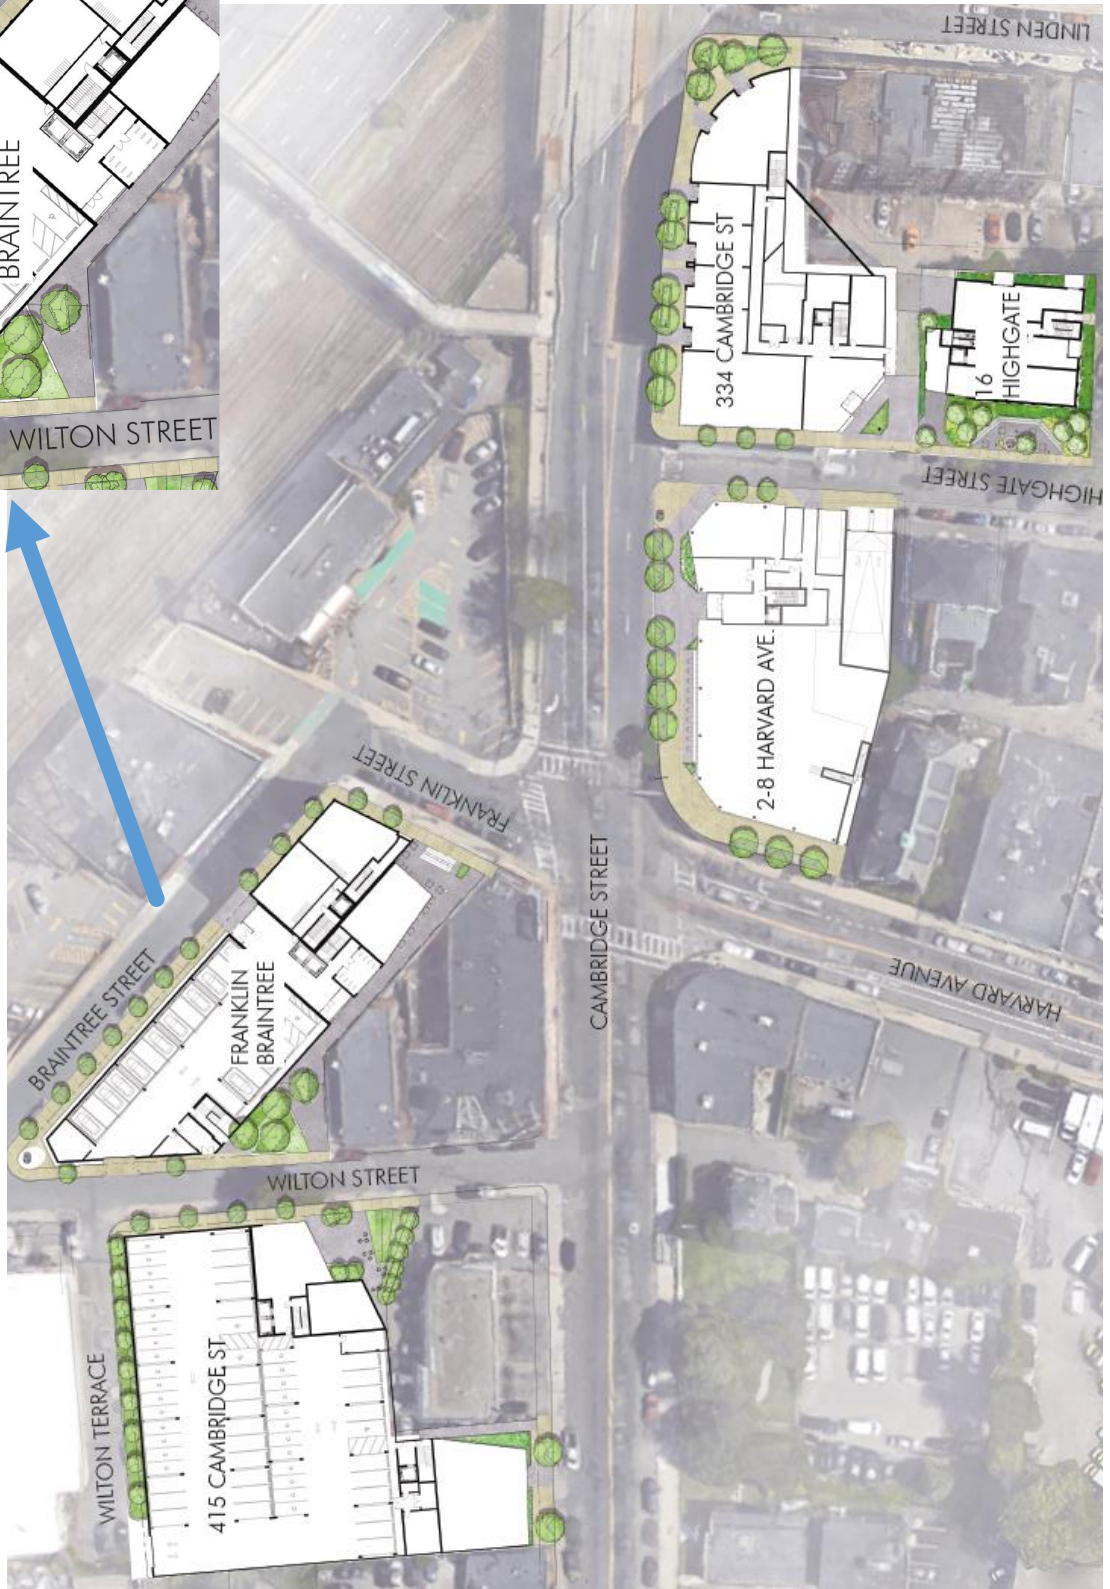 BRAINTREE
WILTON STREET
LINDEN STREET
334 CAMBRIDGE ST
16
HIGHGATE
HIGHGATE STREET
2-8 HARVARD AVE.
FRANKLIN STREET
CAMBRIDGE STREET
HARVARD AVENUE
BRAINTREE STREET
FRANKLIN
BRAINTREE
WILTON STREET
WILTON TERRACE
415 CAMBRIDGE ST